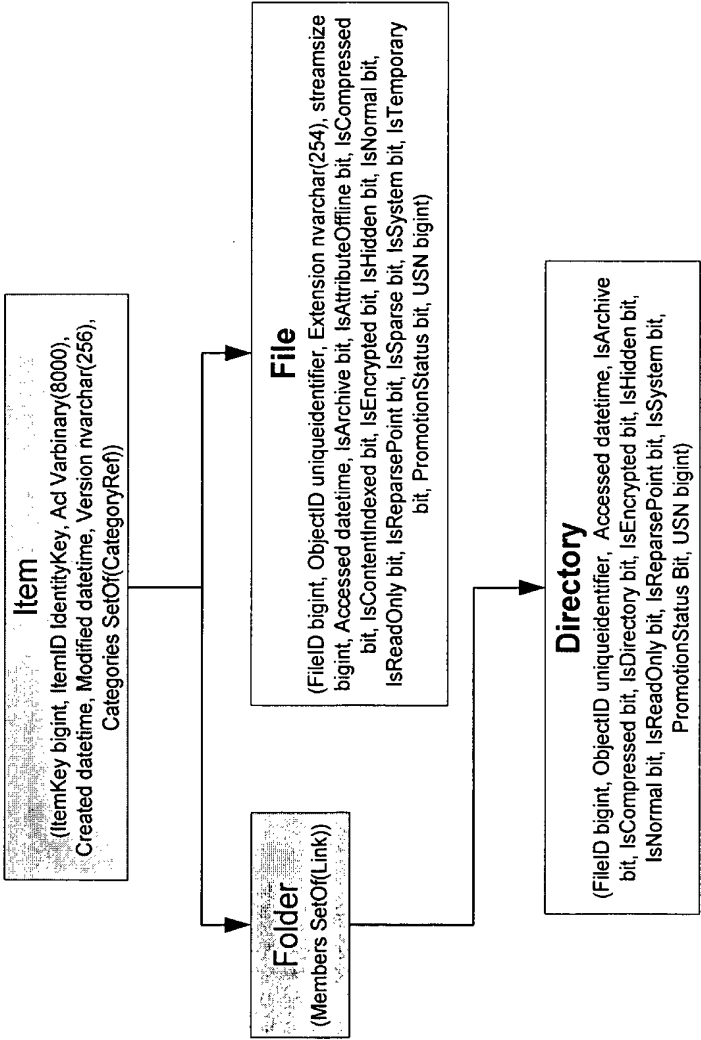 Item
(ItemKey bigint, ItemID IdentityKey, Acl Varbinary(8000),
Created datetime, Modified datetime, Version nvarchar(256),
Categories SetOf(CategoryRef))
Folder
(Members SetOf(Link))
File
(FileID bigint, ObjectID uniqueidentifier, Extension nvarchar(254), streamsize
bigint, Accessed datetime, IsArchive bit, IsAttributeOffline bit, IsCompressed
bit, IsContentIndexed bit, IsEncrypted bit, IsHidden bit, IsNormal bit,
IsReadOnly bit, IsReparsePoint bit, IsSparse bit, IsSystem bit, IsTemporary
bit, PromotionStatus bit, USN bigint)
Directory
(FileID bigint, ObjectID uniqueidentifier, Accessed datetime, IsArchive
bit, IsCompressed bit, IsDirectory bit, IsEncrypted bit, IsHidden bit,
IsNormal bit, IsReadOnly bit, IsReparsePoint bit, IsSystem bit,
PromotionStatus Bit, USN bigint)